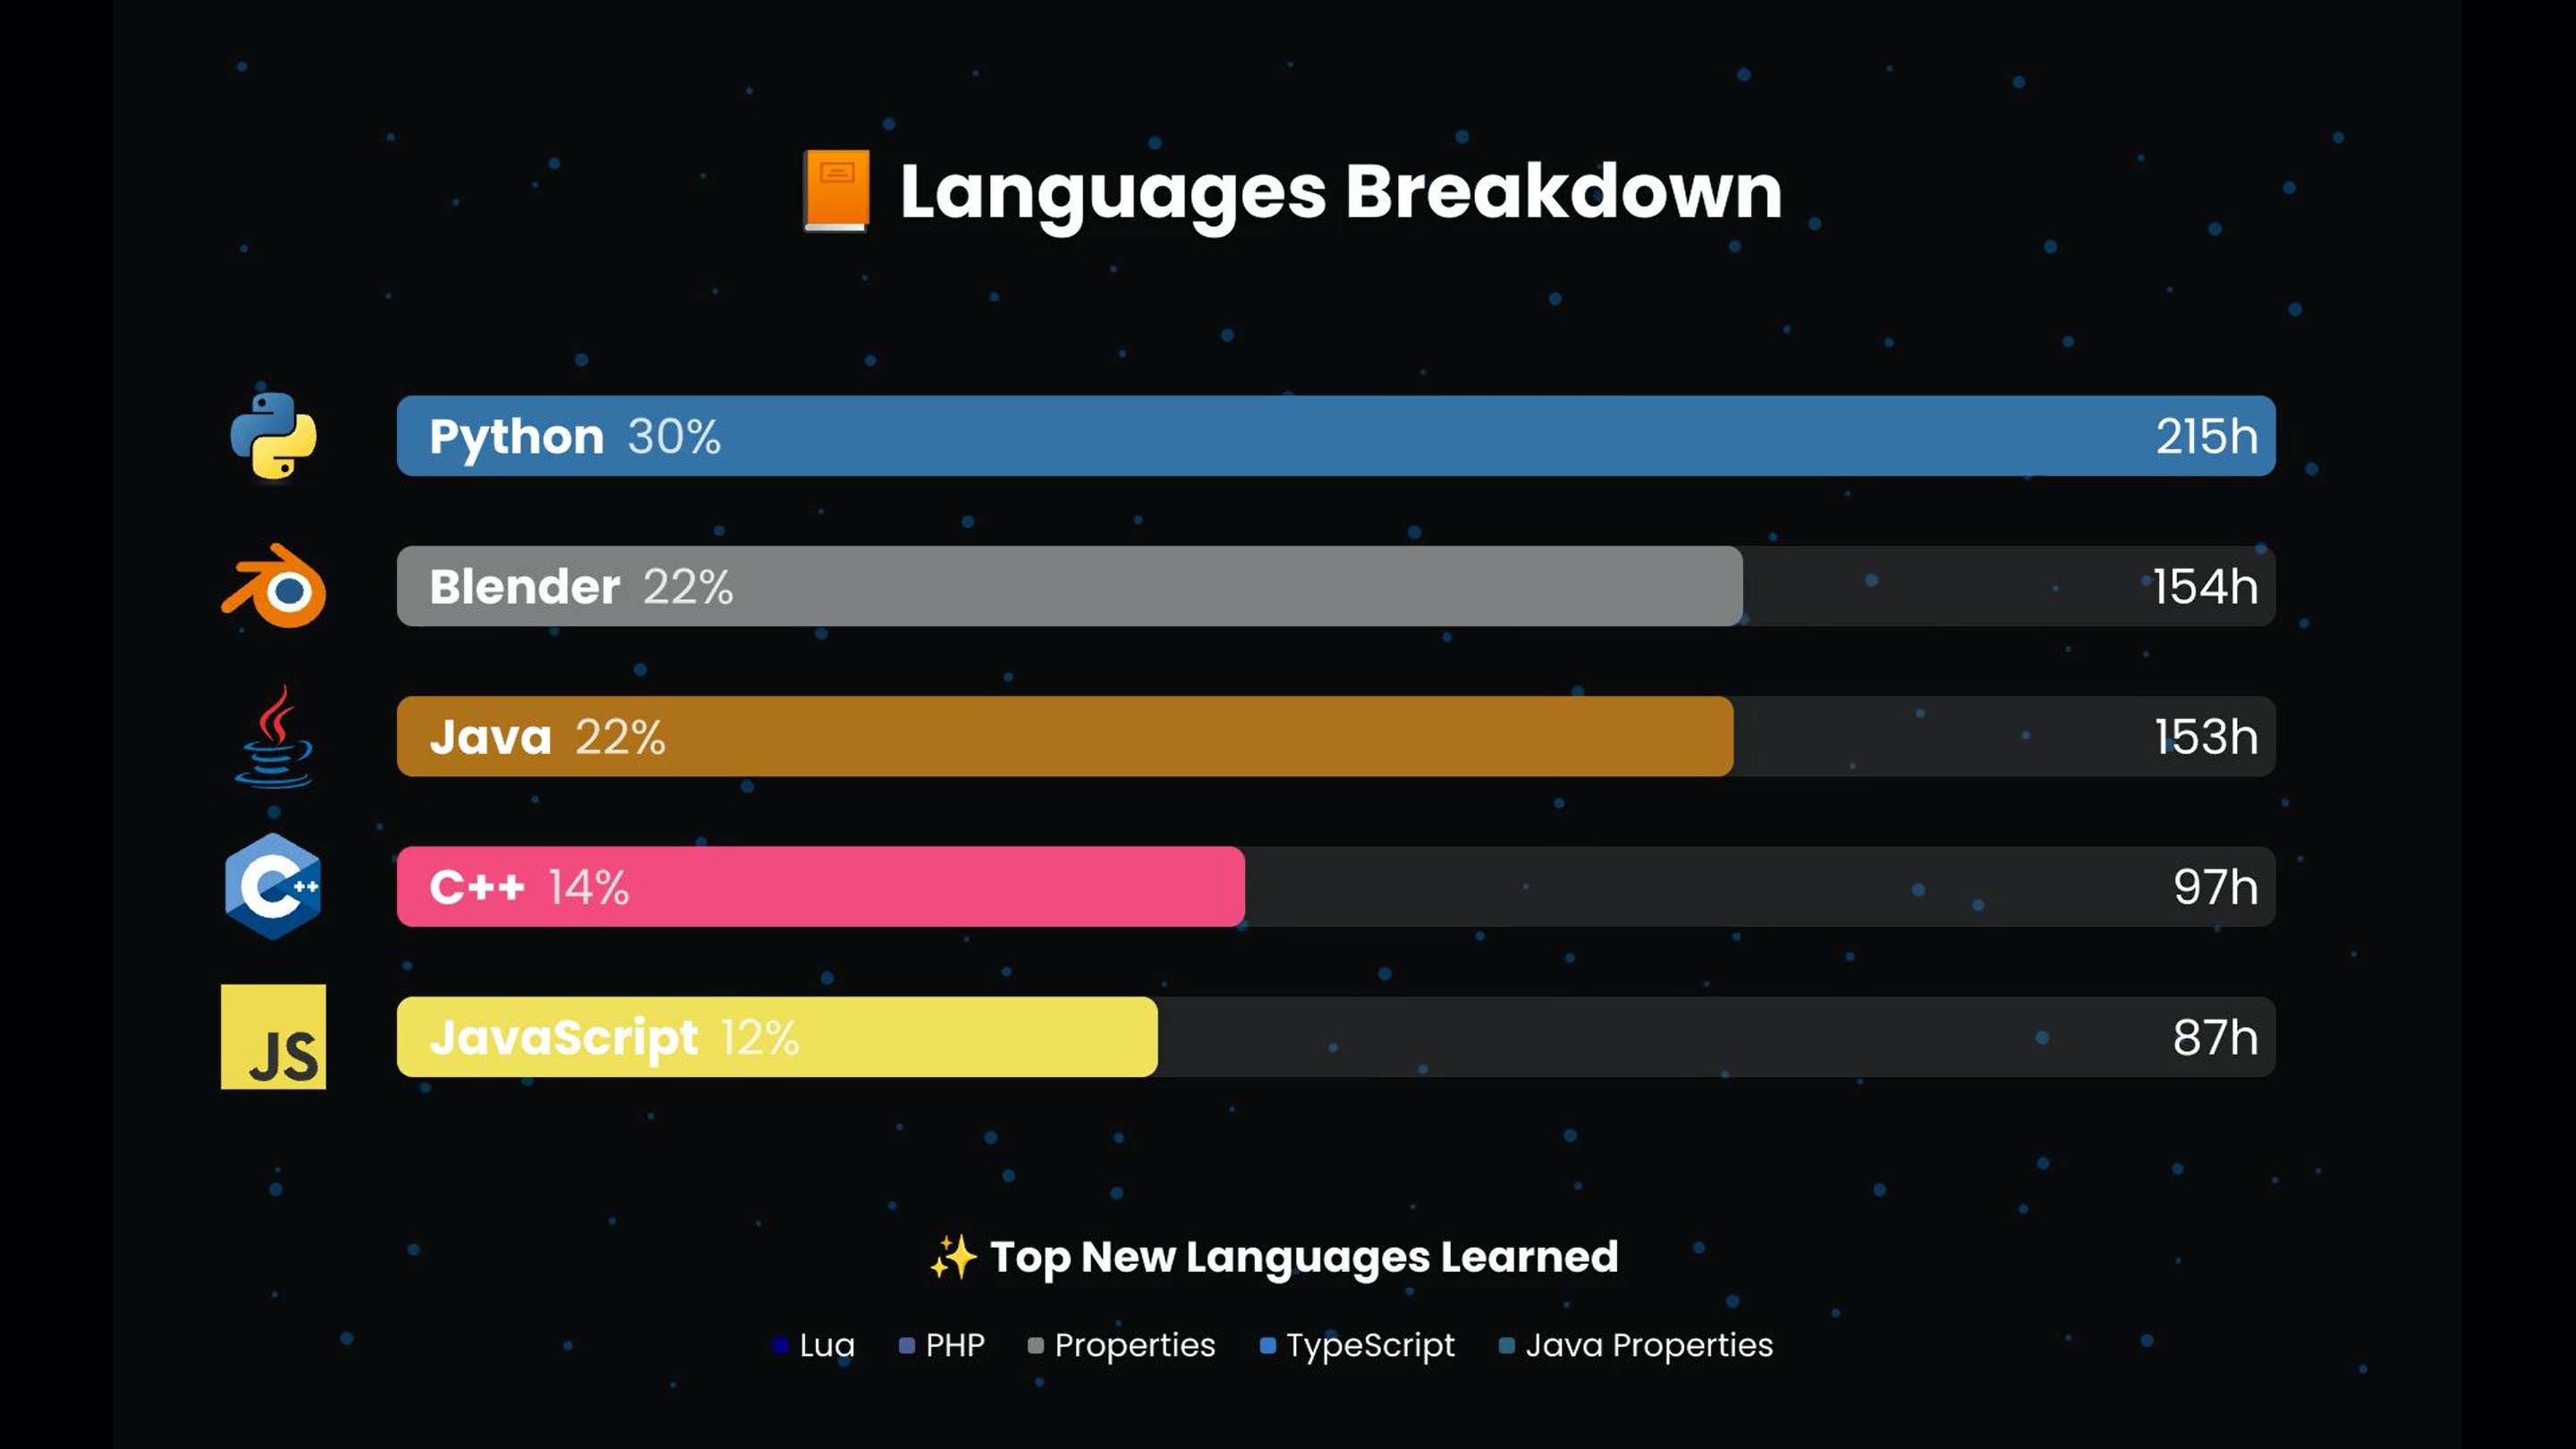 Languages Breakdown
Python 30% 215h
Blender 22% 154h
Java 22% 153h
C++ 14% 97h
JS JavaScript 12% 87h
Top New Languages Learned
Lua PHP Properties TypeScript Java Properties